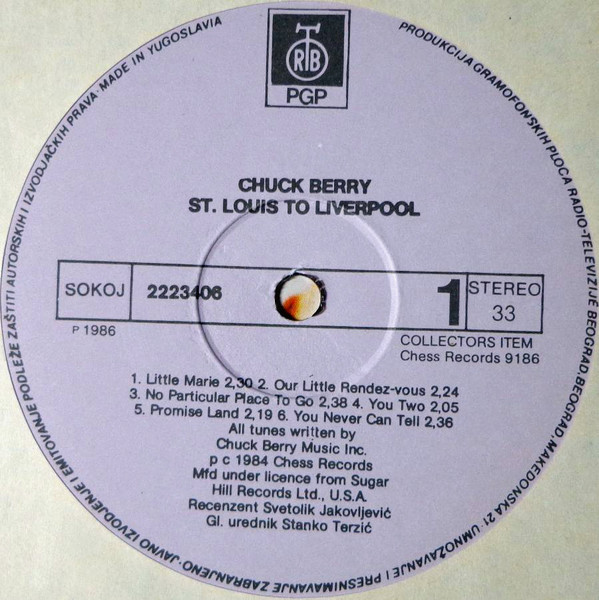 RTB
PGP
CHUCK BERRY
ST. LOUIS TO LIVERPOOL
SOKOJ
2223406
1
STEREO
33
P 1986
COLLECTORS ITEM
Chess Records 9186
1. Little Marie 2,30 2. Our Little Rendez-vous 2,24
3. No Particular Place To Go 2,38 4. You Two 2,05
5. Promise Land 2,19 6. You Never Can Tell 2,36
All tunes written by
Chuck Berry Music Inc.
p c 1984 Chess Records
Mfd under licence from Sugar
Hill Records Ltd., U.S.A.
Recenzent Svetolik Jakovljević
Gl. urednik Stanko Terzić
PRODUKCIJA GRAMOFONSKIH PLOČA RADIO-TELEVIZIJE BEOGRAD, BEOGRAD, MAKEDONSKA 21 · UMNOŽAVANJE I PRESNIMAVANJE ZABRANJENO · JAVNO IZVODJENJE I EMITOVANJE PODLEŽE ZAŠTITI AUTORSKIH I IZVODJAČKIH PRAVA · MADE IN YUGOSLAVIA